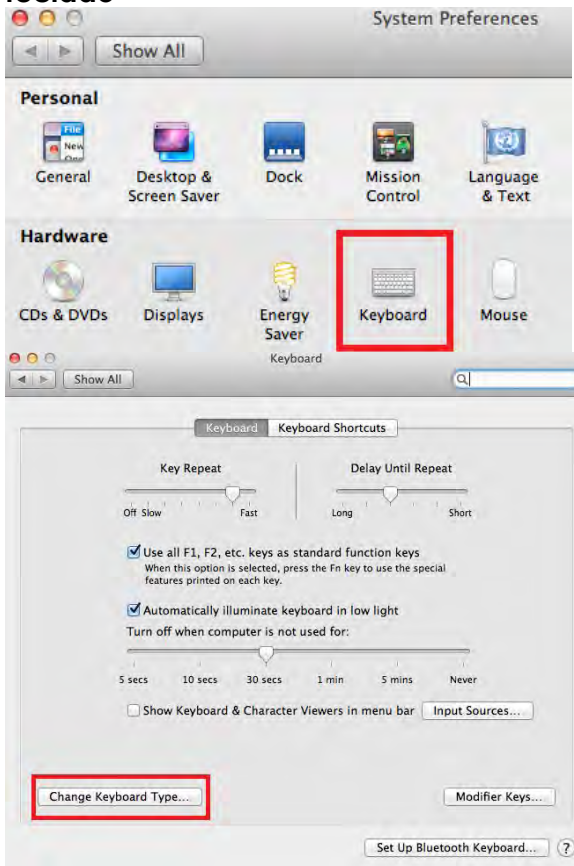 System Preferences
Show All
Personal
File
New
General
Desktop &
Screen Saver
Dock
Mission
Control
Language
& Text
Hardware
CDs & DVDs
Displays
Energy
Saver
Keyboard
Mouse
Keyboard
Show All
Keyboard
Keyboard Shortcuts
Key Repeat
Delay Until Repeat
Off Slow
Fast
Long
Short
Use all F1, F2, etc. keys as standard function keys
When this option is selected, press the Fn key to use the special
features printed on each key.
Automatically illuminate keyboard in low light
Turn off when computer is not used for:
5 secs 10 secs 30 secs 1 min 5 mins Never
Show Keyboard & Character Viewers in menu bar
Input Sources...
Change Keyboard Type...
Modifier Keys...
Set Up Bluetooth Keyboard...
?